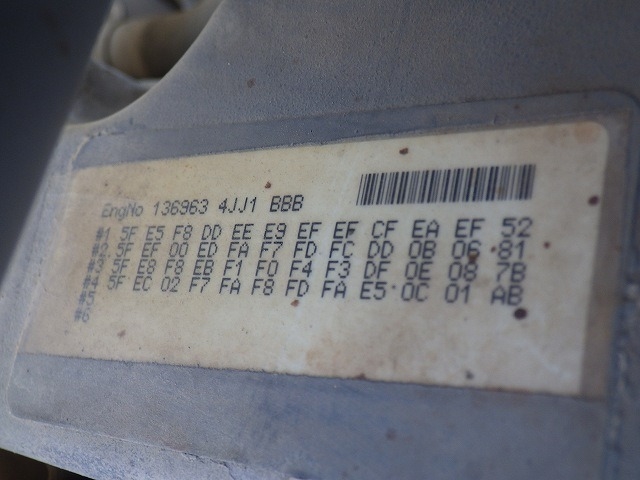 EngNo 136963 4JJ1 BBB
#1 5F E5 F8 DD EE E9 EF EF CF EA EF 52
#2 5F EF 00 ED FA F7 FD FC DD 0B 06 81
#3 5F E8 F8 EB F1 F0 F4 F3 DF 0E 08 7B
#4 5F EC 02 F7 FA F8 FD FA E5 0C 01 AB
#5
#6